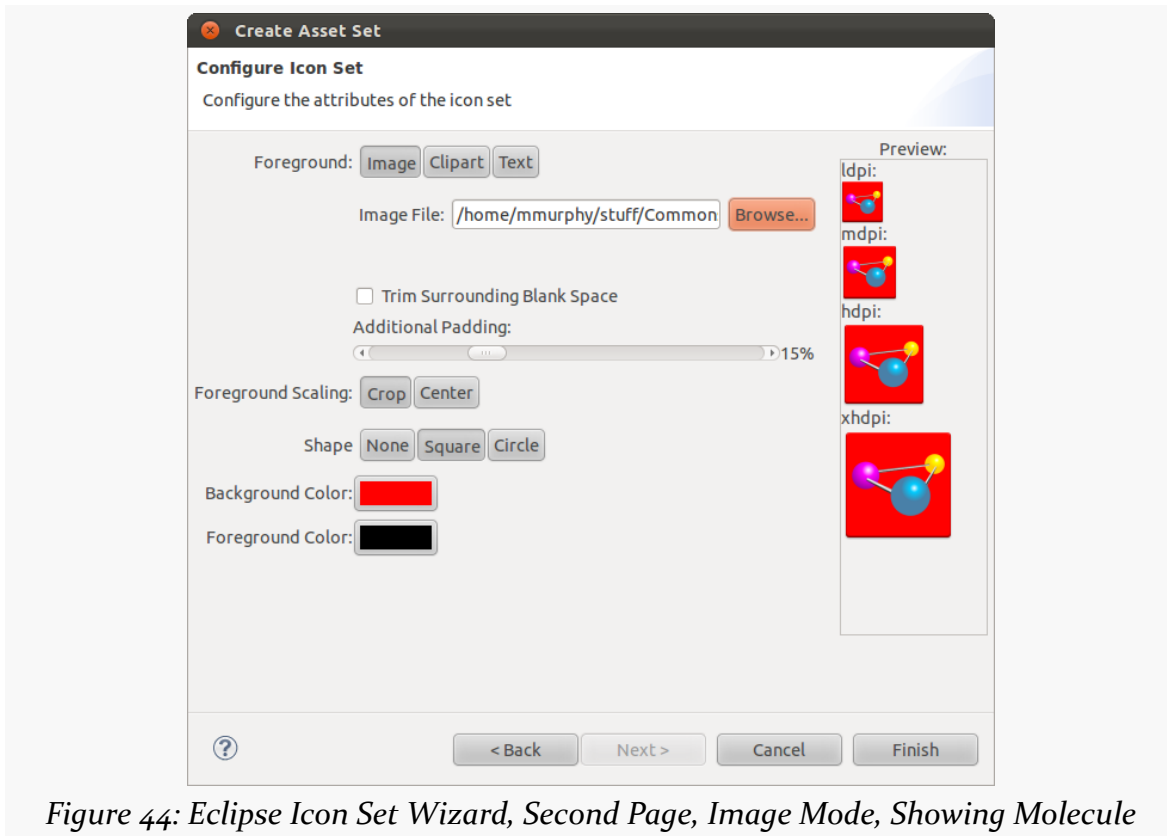 Create Asset Set
Configure Icon Set
Configure the attributes of the icon set
Foreground: Image Clipart Text
Image File: /home/mmurphy/stuff/Common Browse...
Trim Surrounding Blank Space
Additional Padding:
15%
Foreground Scaling: Crop Center
Shape None Square Circle
Background Color:
Foreground Color:
Preview:
ldpi:
mdpi:
hdpi:
xhdpi:
< Back Next > Cancel Finish
Figure 44: Eclipse Icon Set Wizard, Second Page, Image Mode, Showing Molecule